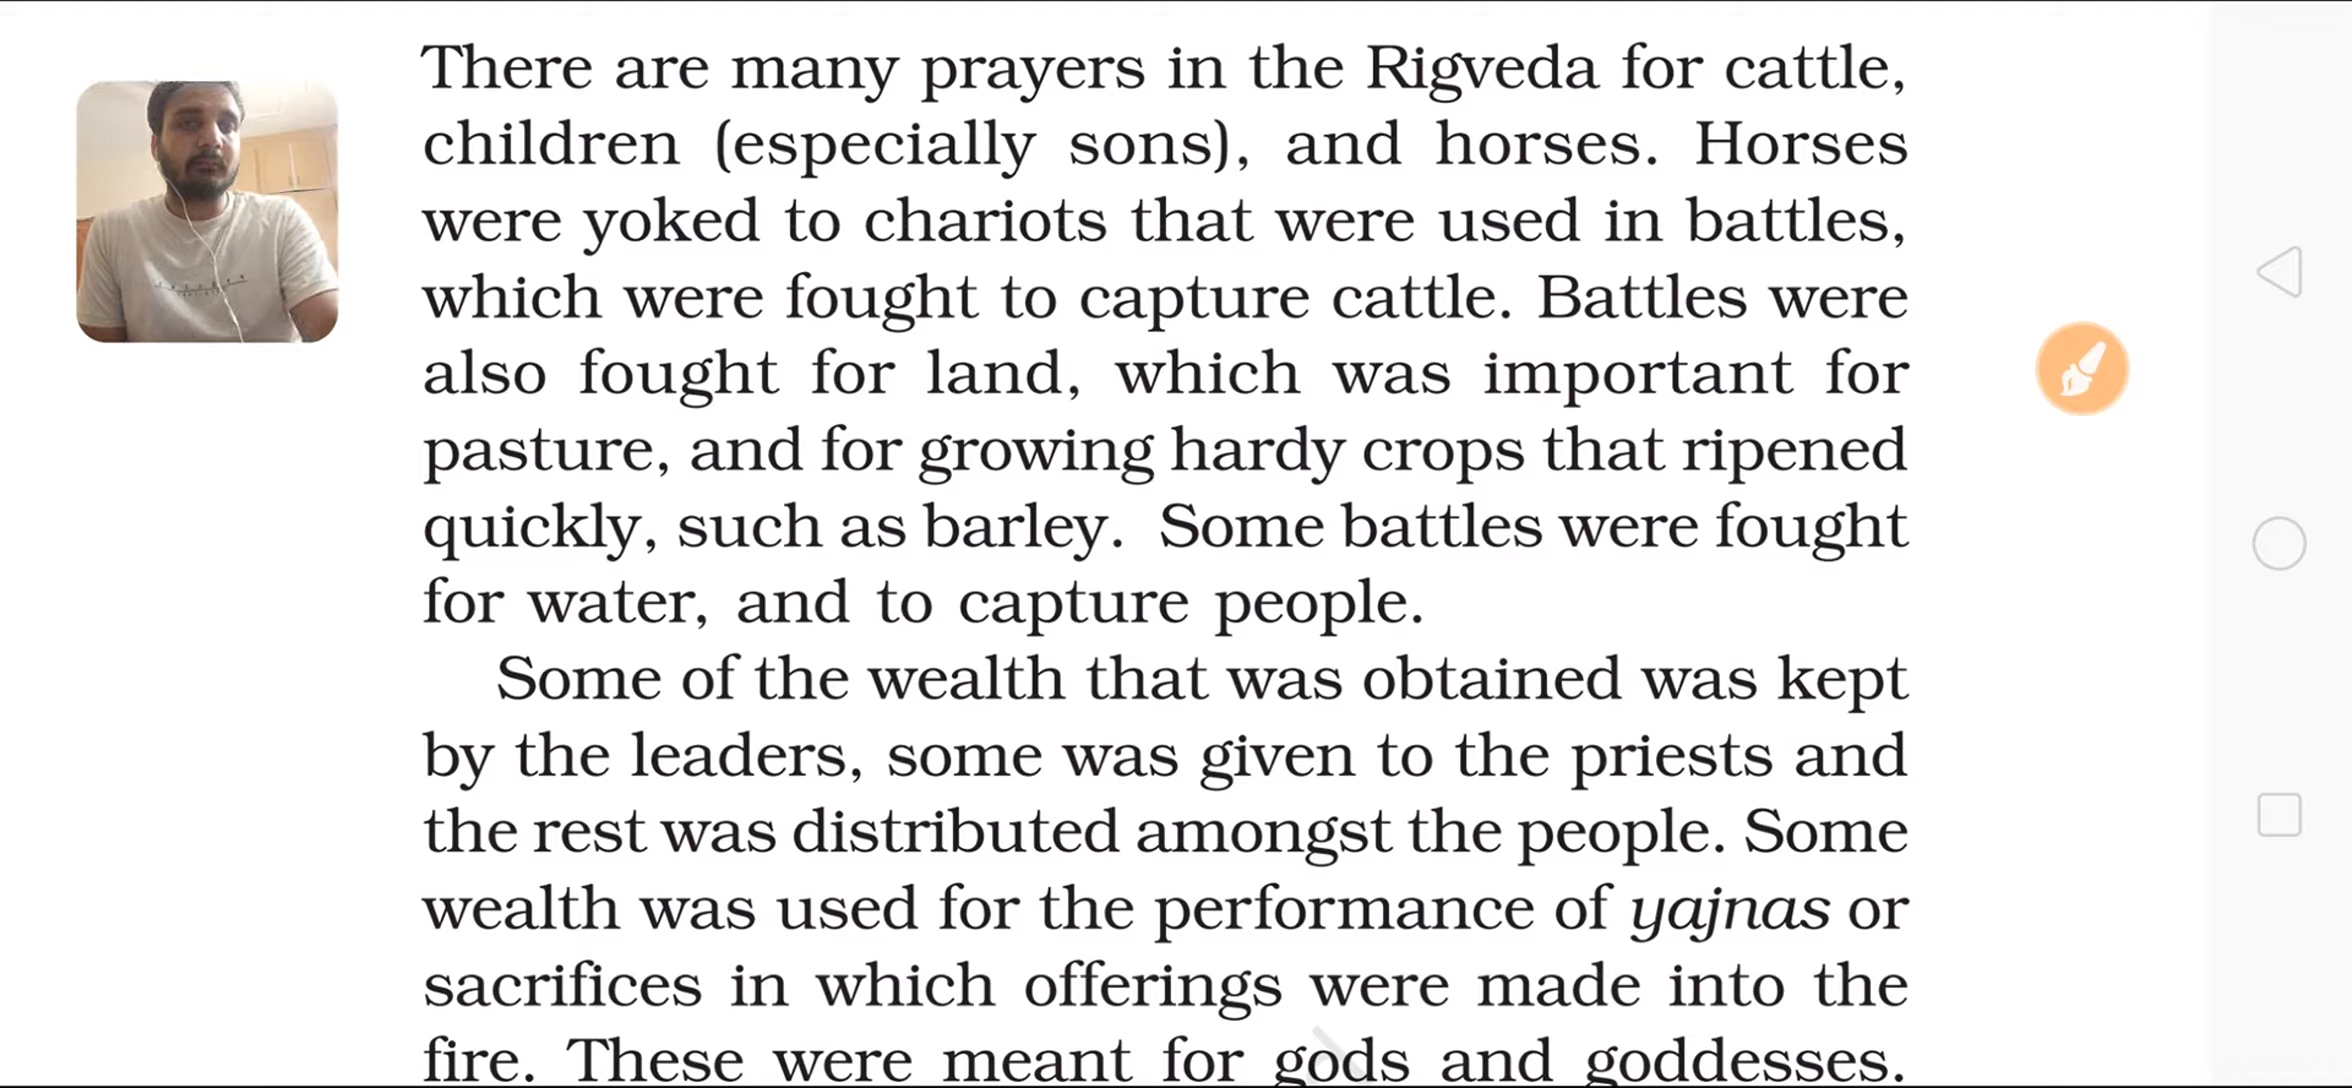 There are many prayers in the Rigveda for cattle,
children (especially sons), and horses. Horses
were yoked to chariots that were used in battles,
which were fought to capture cattle. Battles were
also fought for land, which was important for
pasture, and for growing hardy crops that ripened
quickly, such as barley. Some battles were fought
for water, and to capture people.
Some of the wealth that was obtained was kept
by the leaders, some was given to the priests and
the rest was distributed amongst the people. Some
wealth was used for the performance of yajnas or
sacrifices in which offerings were made into the
fire. These were meant for gods and goddesses.